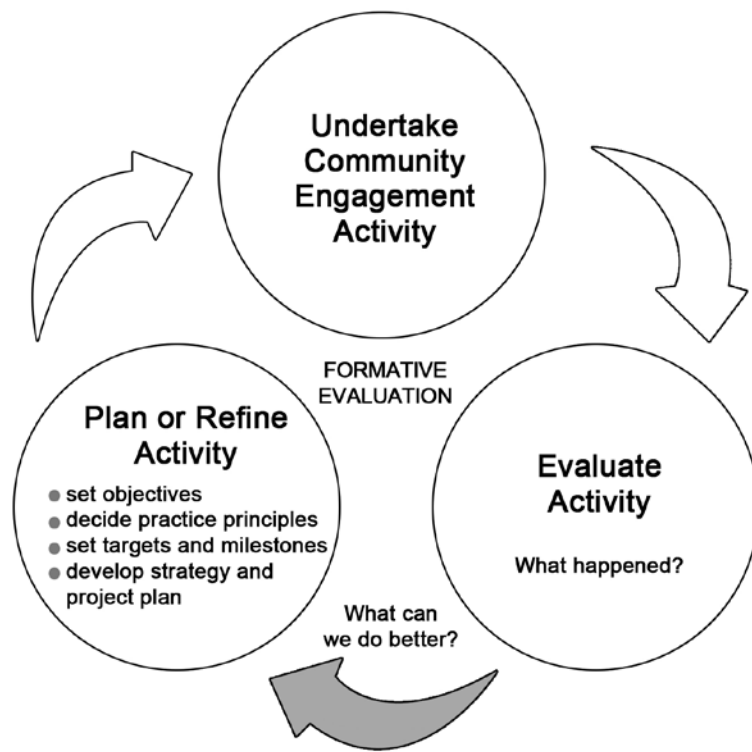 Undertake
Community
Engagement
Activity
FORMATIVE
EVALUATION
Plan or Refine
Activity
set objectives
decide practice principles
set targets and milestones
develop strategy and
project plan
Evaluate
Activity
What happened?
What can
we do better?